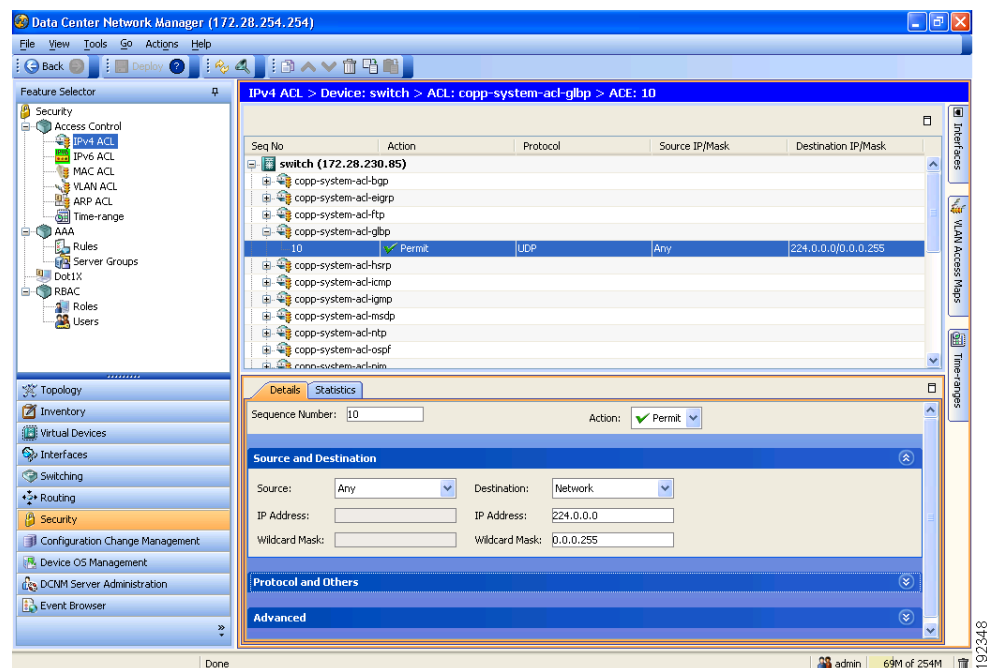 Data Center Network Manager (172.28.254.254)
File View Tools Go Actions Help
Back Deploy ?
Feature Selector
IPv4 ACL > Device: switch > ACL: copp-system-acl-glbp > ACE: 10
Security
Access Control
IPv4 ACL
IPv6 ACL
MAC ACL
VLAN ACL
ARP ACL
Time-range
AAA
Rules
Server Groups
Dot1X
RBAC
Roles
Users
Seq No Action Protocol Source IP/Mask Destination IP/Mask
switch (172.28.230.85)
copp-system-acl-bgp
copp-system-acl-eigrp
copp-system-acl-ftp
copp-system-acl-glbp
10 Permit UDP Any 224.0.0.0/0.0.0.255
copp-system-acl-hsrp
copp-system-acl-icmp
copp-system-acl-igmp
copp-system-acl-msdp
copp-system-acl-ntp
copp-system-acl-ospf
copp-system-acl-pim
Interfaces
VLAN Access Maps
Time-ranges
Topology
Inventory
Virtual Devices
Interfaces
Switching
Routing
Security
Configuration Change Management
Device OS Management
DCNM Server Administration
Event Browser
Details Statistics
Sequence Number: 10 Action: Permit
Source and Destination
Source: Any Destination: Network
IP Address: IP Address: 224.0.0.0
Wildcard Mask: Wildcard Mask: 0.0.0.255
Protocol and Others
Advanced
Done admin 69M of 254M
192348